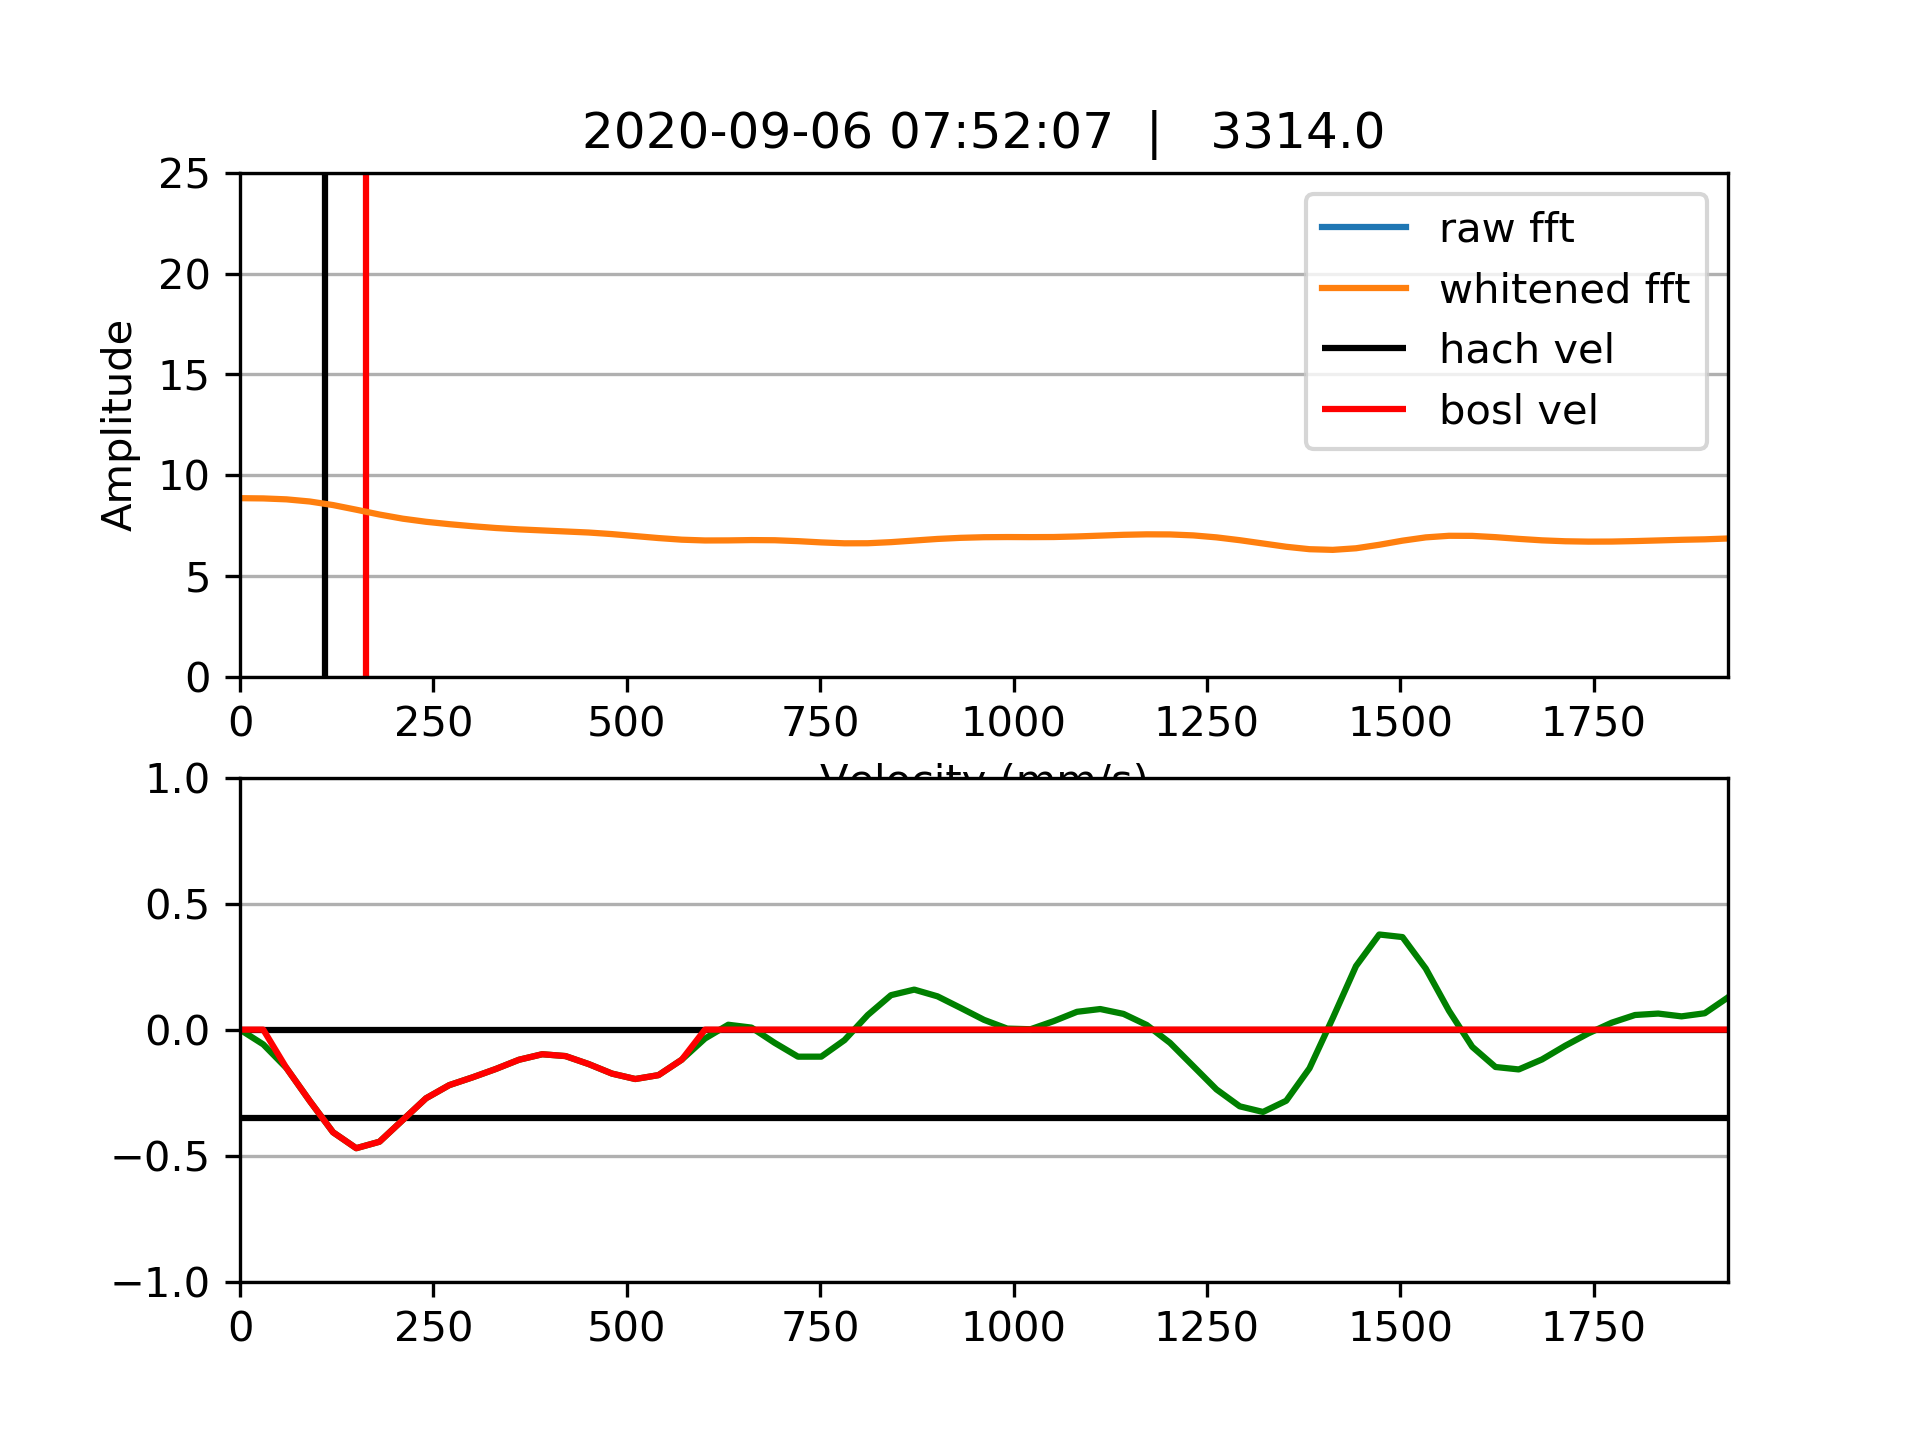 2020-09-06 07:52:07 | 3314.0
25
20
15
10
5
0
Amplitude
raw fft
whitened fft
hach vel
bosl vel
0 250 500 750 1000 1250 1500 1750
Velocity (mm/s)
1.0
0.5
0.0
−0.5
−1.0
0 250 500 750 1000 1250 1500 1750